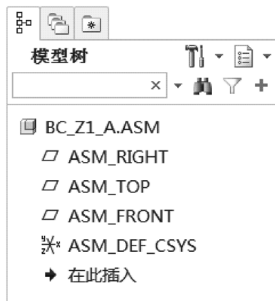 模型树
BC_Z1_A.ASM
ASM_RIGHT
ASM_TOP
ASM_FRONT
ASM_DEF_CSYS
在此插入